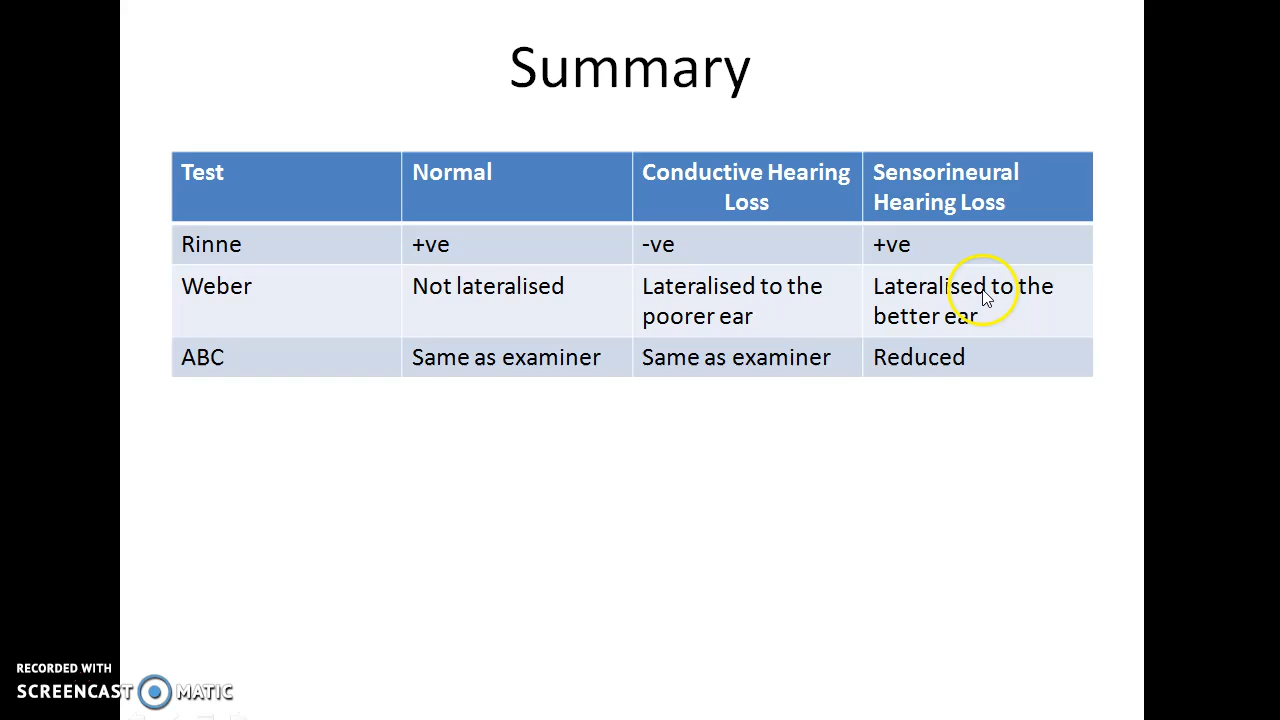 Summary
Test Normal Conductive Hearing Loss Sensorineural Hearing Loss
Rinne +ve -ve +ve
Weber Not lateralised Lateralised to the poorer ear Lateralised to the better ear
ABC Same as examiner Same as examiner Reduced
RECORDED WITH
SCREENCAST MATIC